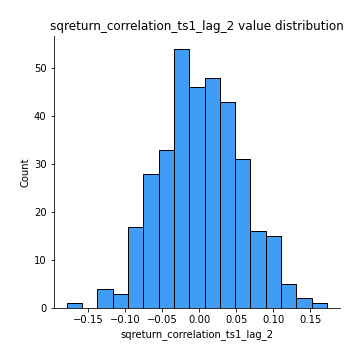 sqreturn_correlation_ts1_lag_2 value distribution
50
40
30
20
10
0
Count
−0.15 −0.10 −0.05 0.00 0.05 0.10 0.15
sqreturn_correlation_ts1_lag_2